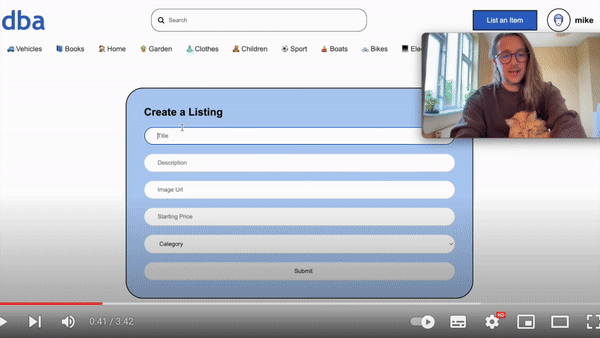 dba
Search
List an Item
mike
Vehicles
Books
Home
Garden
Clothes
Children
Sport
Boats
Bikes
Create a Listing
Title
Description
Image Url
Starting Price
Category
Submit
0:41 / 3:42
HD